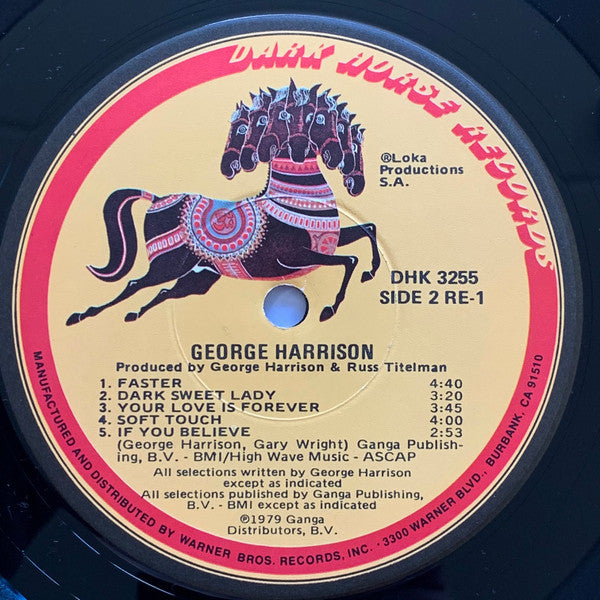 DARK HORSE RECORDS
®Loka
Productions
S.A.
DHK 3255
SIDE 2 RE-1
GEORGE HARRISON
Produced by George Harrison & Russ Titelman
1. FASTER 4:40
2. DARK SWEET LADY 3:20
3. YOUR LOVE IS FOREVER 3:45
4. SOFT TOUCH 4:00
5. IF YOU BELIEVE 2:53
(George Harrison, Gary Wright) Ganga Publish-
ing, B.V. - BMI/High Wave Music - ASCAP
All selections written by George Harrison
except as indicated
All selections published by Ganga Publishing,
B.V. - BMI except as indicated
℗1979 Ganga
Distributors, B.V.
MANUFACTURED AND DISTRIBUTED BY WARNER BROS. RECORDS, INC. · 3300 WARNER BLVD., BURBANK, CA 91510